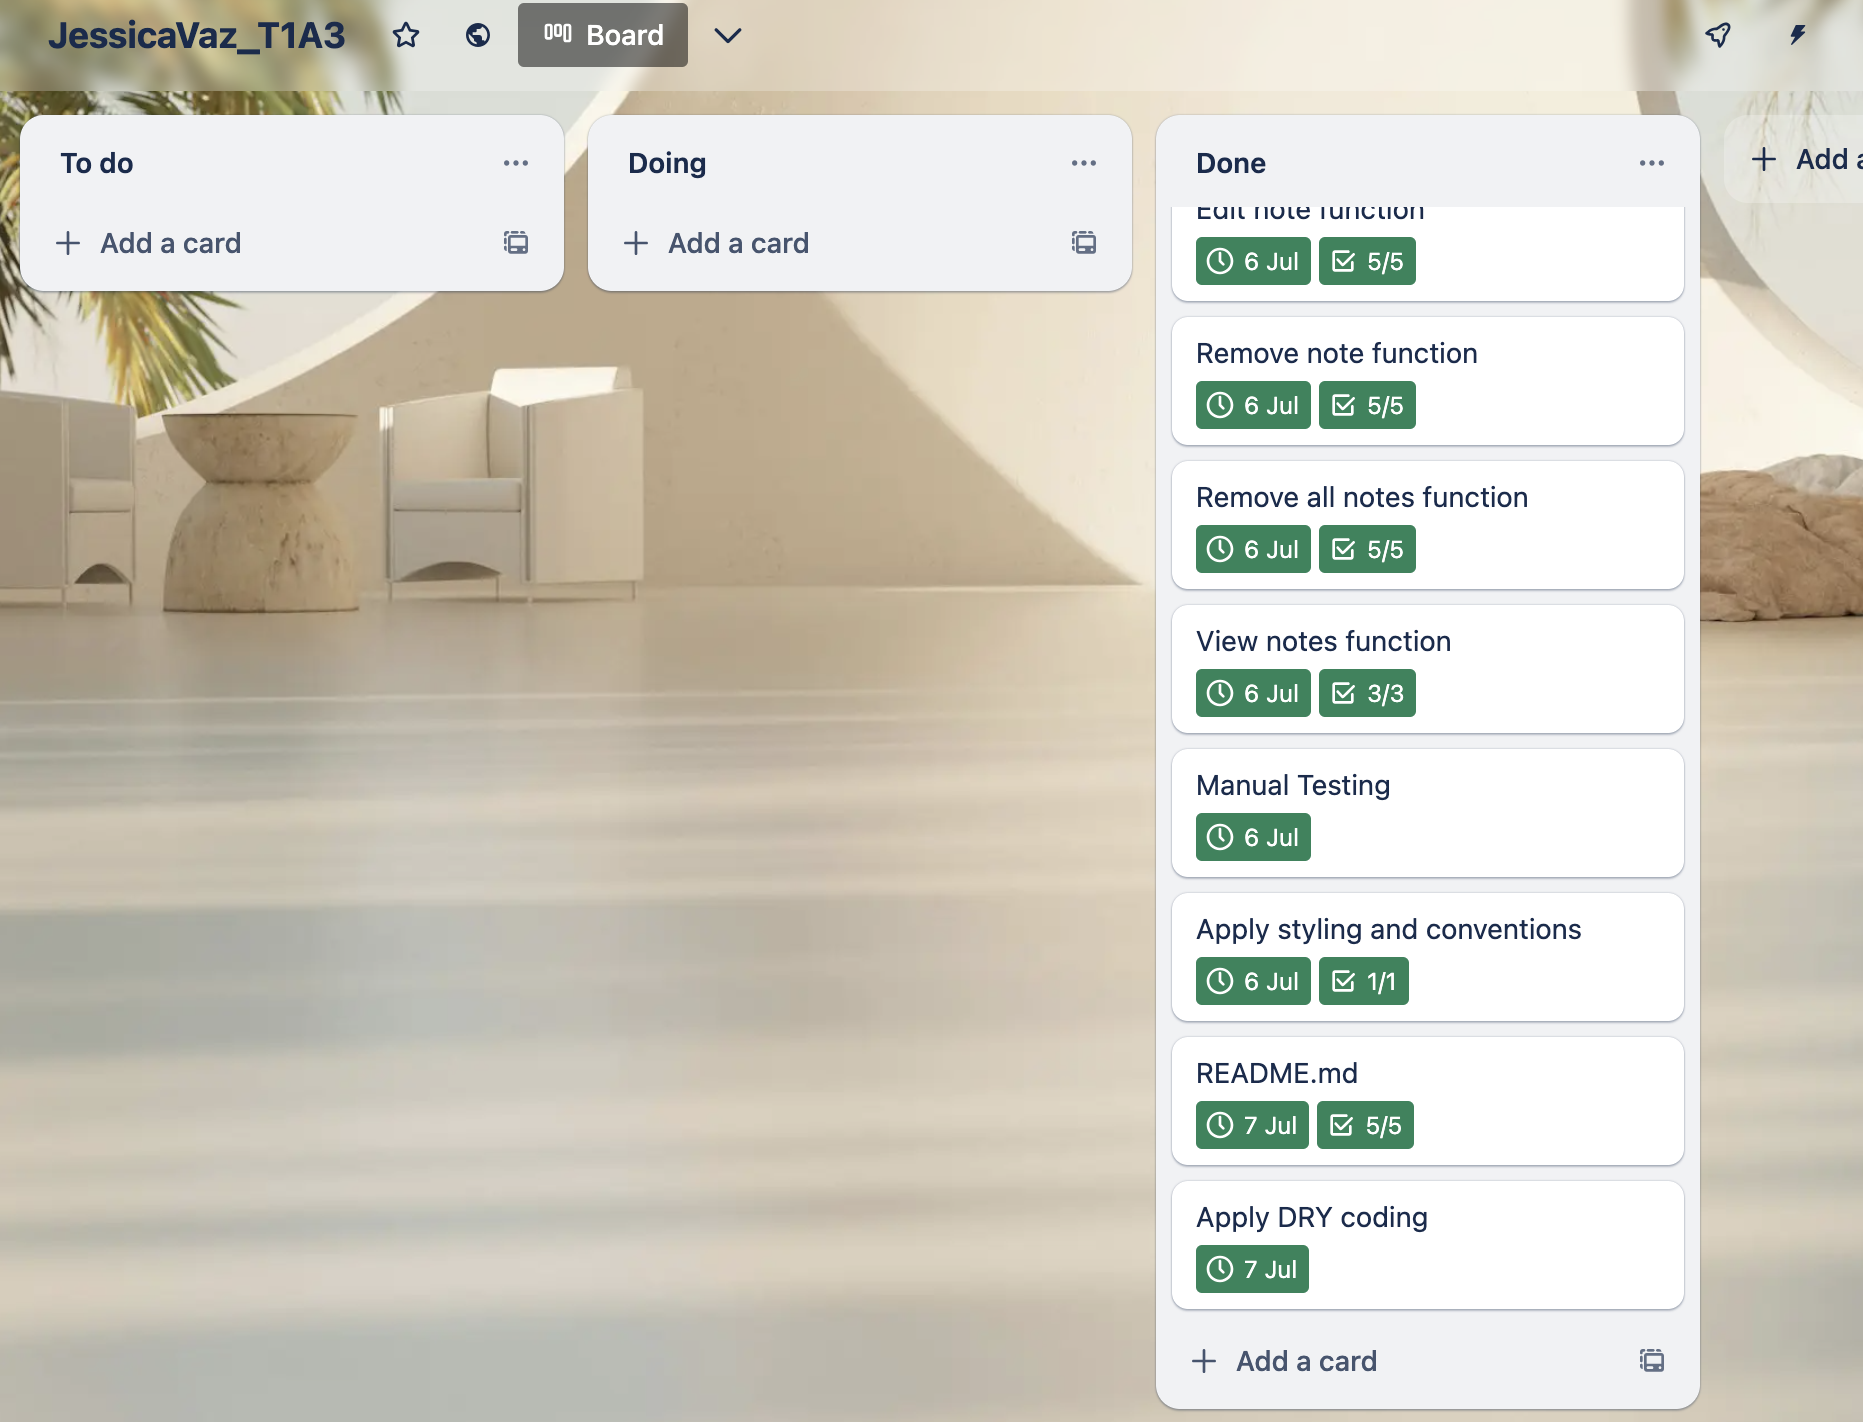 JessicaVaz_T1A3
Board
To do
Add a card
Doing
Add a card
Done
Edit note function
6 Jul 5/5
Remove note function
6 Jul 5/5
Remove all notes function
6 Jul 5/5
View notes function
6 Jul 3/3
Manual Testing
6 Jul
Apply styling and conventions
6 Jul 1/1
README.md
7 Jul 5/5
Apply DRY coding
7 Jul
Add a card
Add